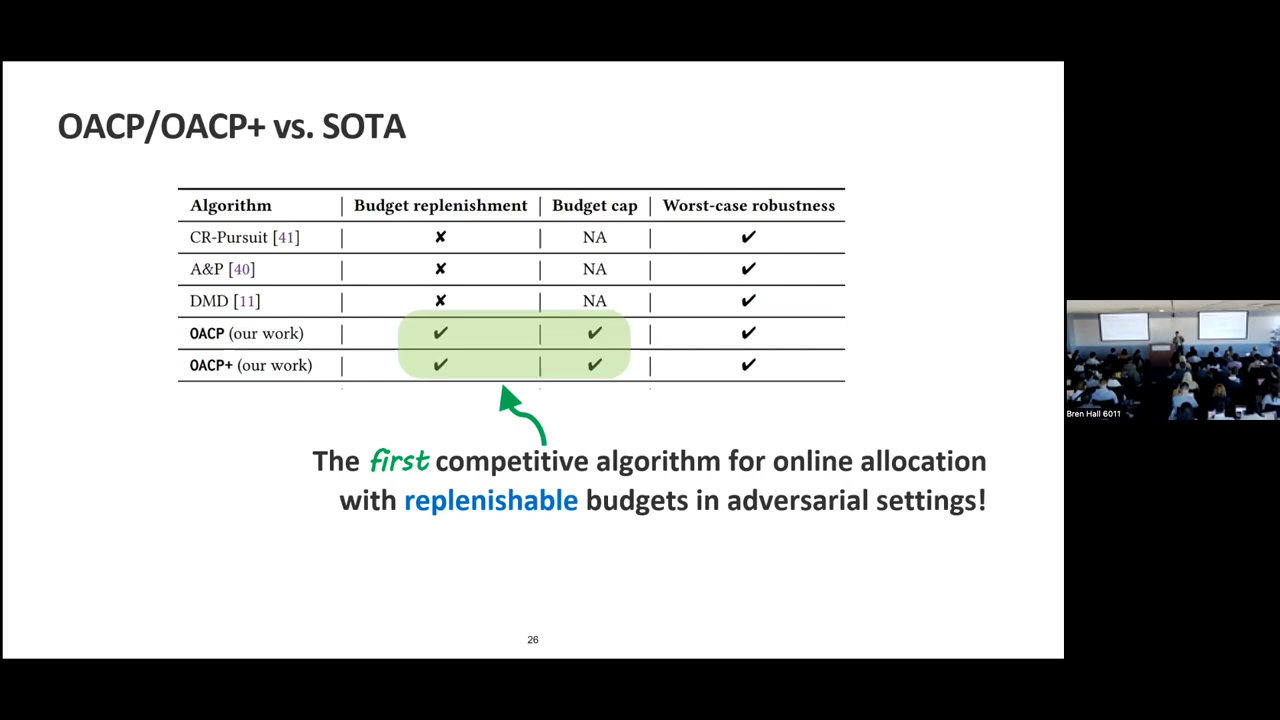 OACP/OACP+ vs. SOTA
Algorithm | Budget replenishment | Budget cap | Worst-case robustness
CR-Pursuit [41] | ✘ | NA | ✔
A&P [40] | ✘ | NA | ✔
DMD [11] | ✘ | NA | ✔
OACP (our work) | ✔ | ✔ | ✔
OACP+ (our work) | ✔ | ✔ | ✔
The first competitive algorithm for online allocation
with replenishable budgets in adversarial settings!
26
Bren Hall 6011